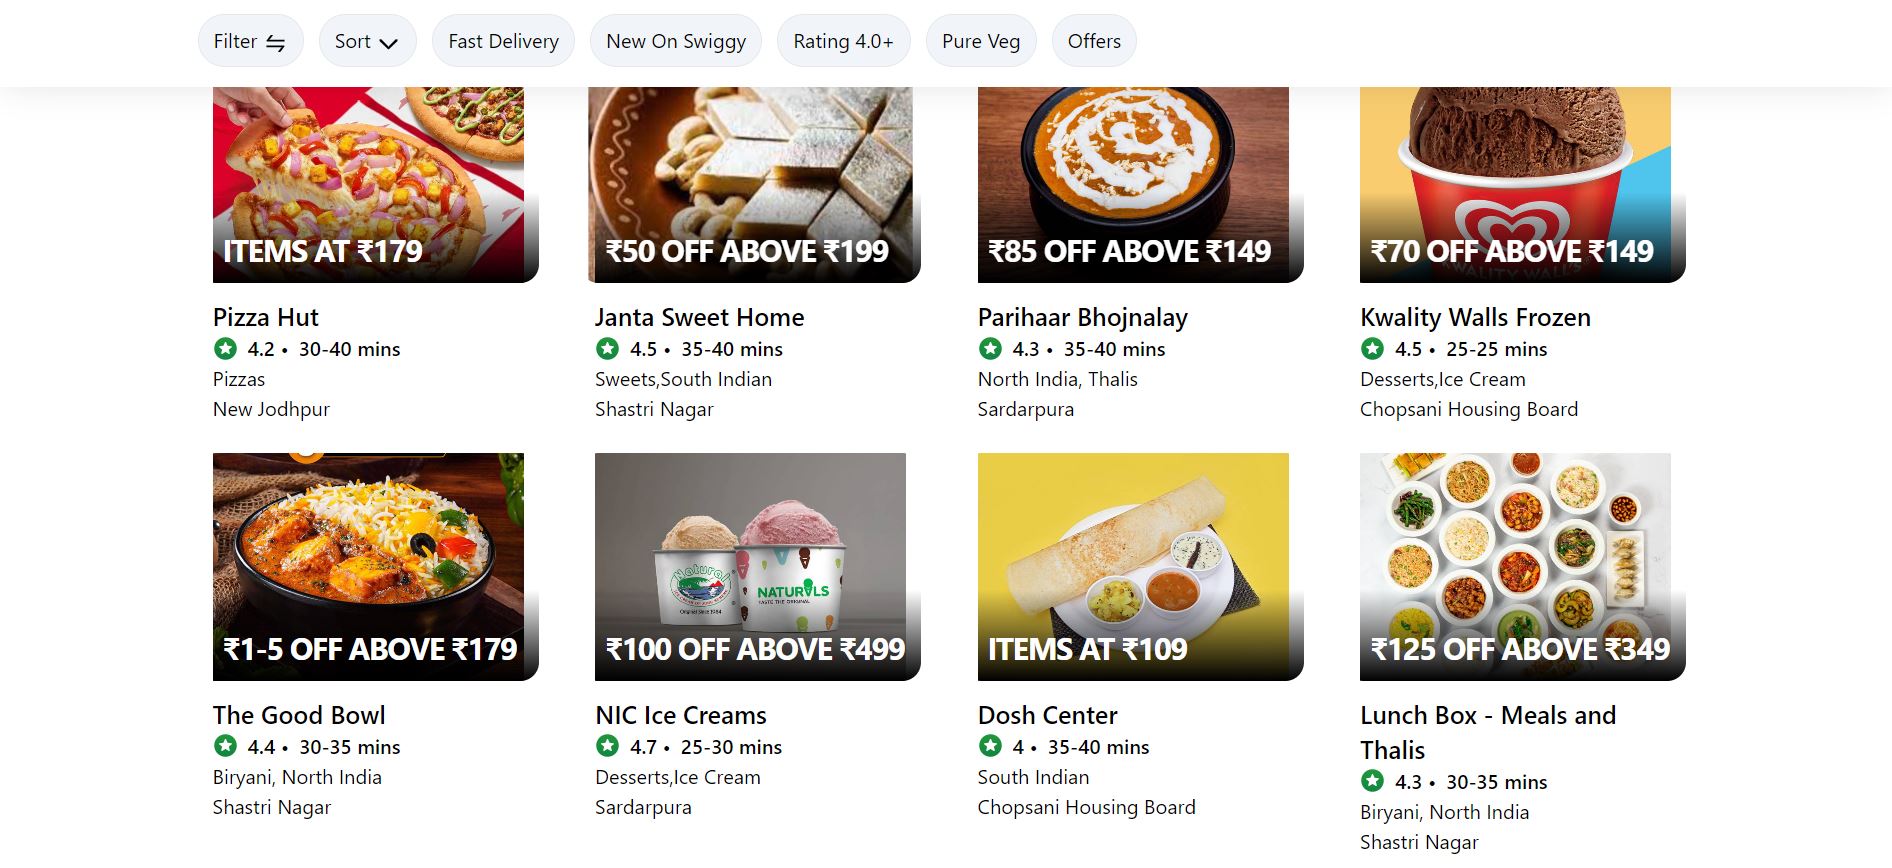 Filter
Sort
Fast Delivery
New On Swiggy
Rating 4.0+
Pure Veg
Offers
ITEMS AT ₹179
₹50 OFF ABOVE ₹199
₹85 OFF ABOVE ₹149
KWALITY WALL'S
₹70 OFF ABOVE ₹149
Pizza Hut
4.2 • 30-40 mins
Pizzas
New Jodhpur
Janta Sweet Home
4.5 • 35-40 mins
Sweets,South Indian
Shastri Nagar
Parihaar Bhojnalay
4.3 • 35-40 mins
North India, Thalis
Sardarpura
Kwality Walls Frozen
4.5 • 25-25 mins
Desserts,Ice Cream
Chopsani Housing Board
₹1-5 OFF ABOVE ₹179
Natural
Original Since 1984
NATURALS
TASTE THE ORIGINAL
₹100 OFF ABOVE ₹499
ITEMS AT ₹109
₹125 OFF ABOVE ₹349
The Good Bowl
4.4 • 30-35 mins
Biryani, North India
Shastri Nagar
NIC Ice Creams
4.7 • 25-30 mins
Desserts,Ice Cream
Sardarpura
Dosh Center
4 • 35-40 mins
South Indian
Chopsani Housing Board
Lunch Box - Meals and
Thalis
4.3 • 30-35 mins
Biryani, North India
Shastri Nagar